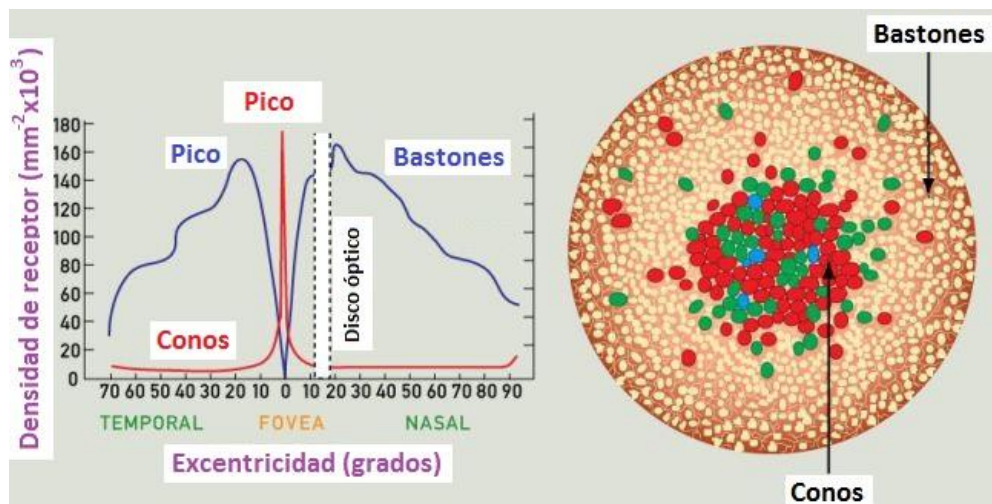 Densidad de receptor (mm⁻²x10³)
180
160
140
120
100
80
60
40
20
0
Pico
Pico
Bastones
Conos
Disco óptico
70 60 50 40 30 20 10 0 10 20 30 40 50 60 70 80 90
TEMPORAL FOVEA NASAL
Excentricidad (grados)
Bastones
Conos